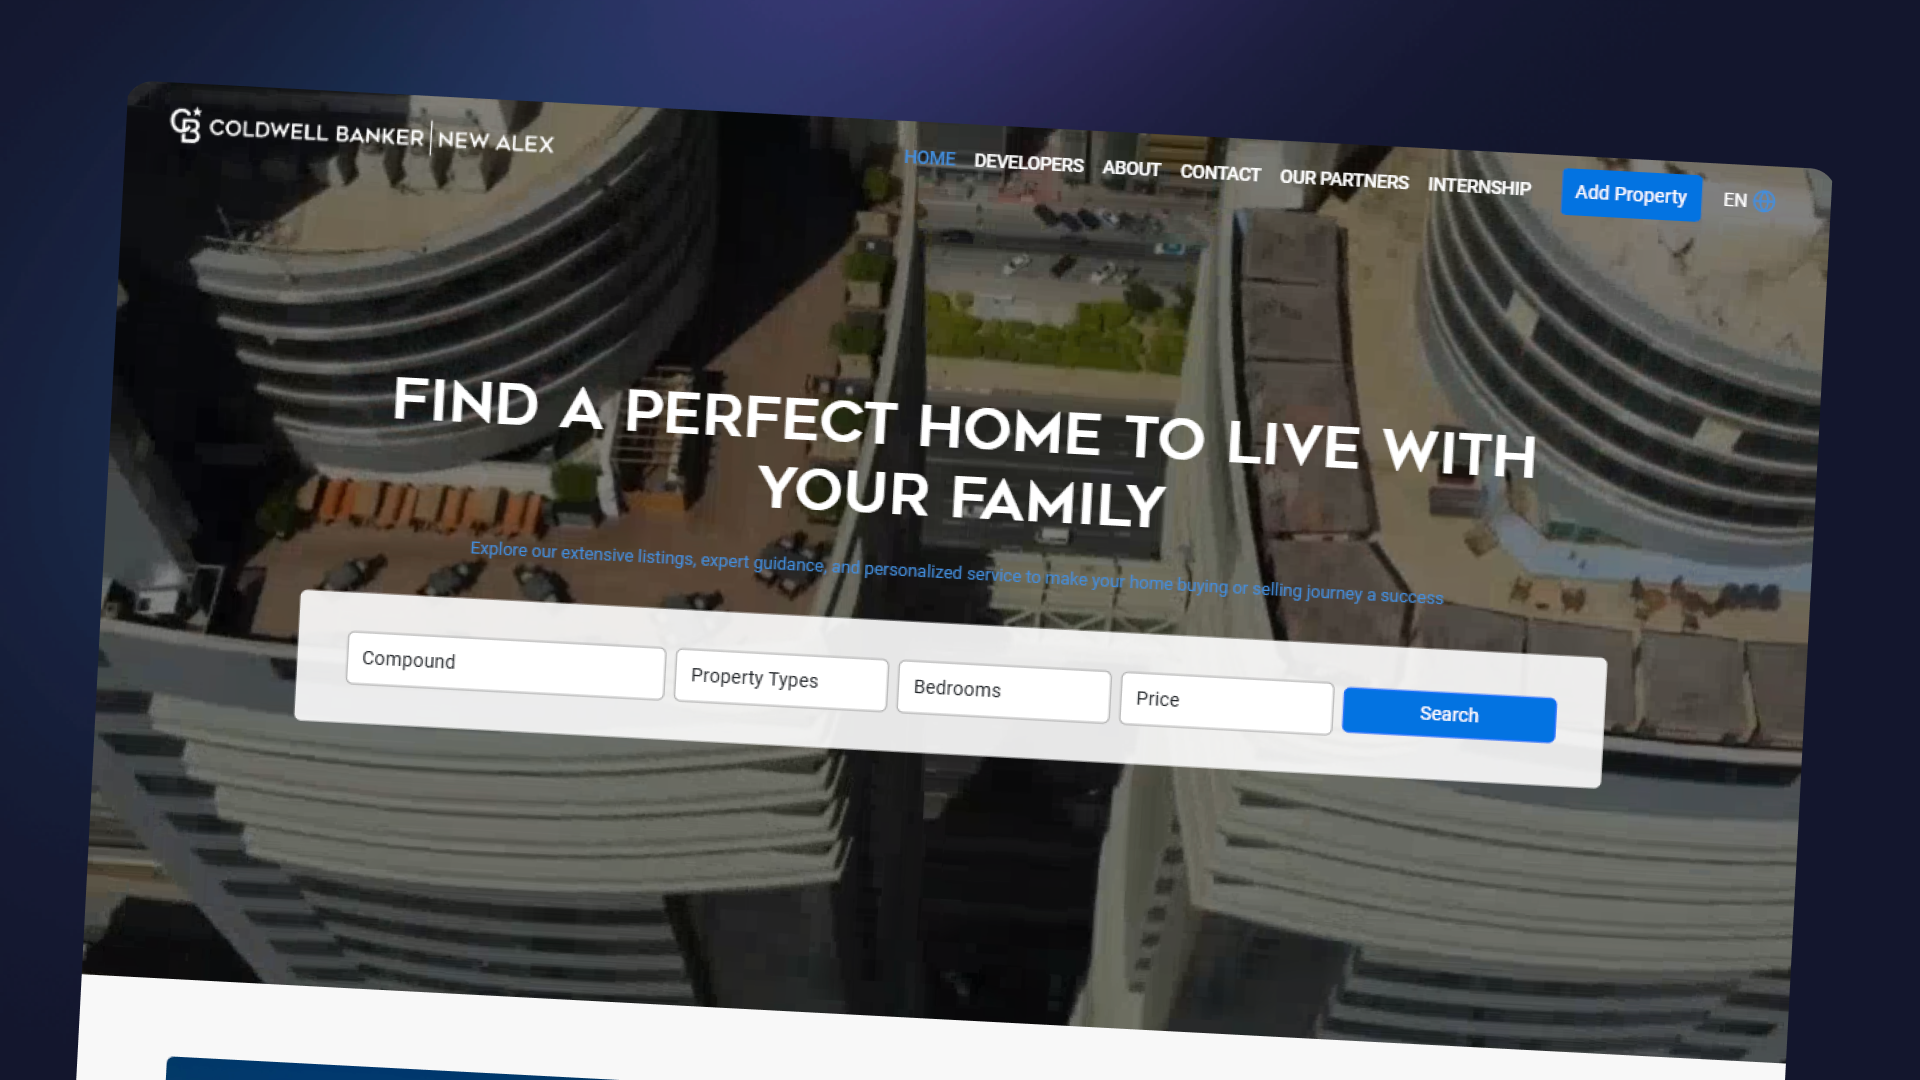 CB COLDWELL BANKER | NEW ALEX
HOME DEVELOPERS ABOUT CONTACT OUR PARTNERS INTERNSHIP Add Property EN
FIND A PERFECT HOME TO LIVE WITH
YOUR FAMILY
Explore our extensive listings, expert guidance, and personalized service to make your home buying or selling journey a success
Compound Property Types Bedrooms Price Search